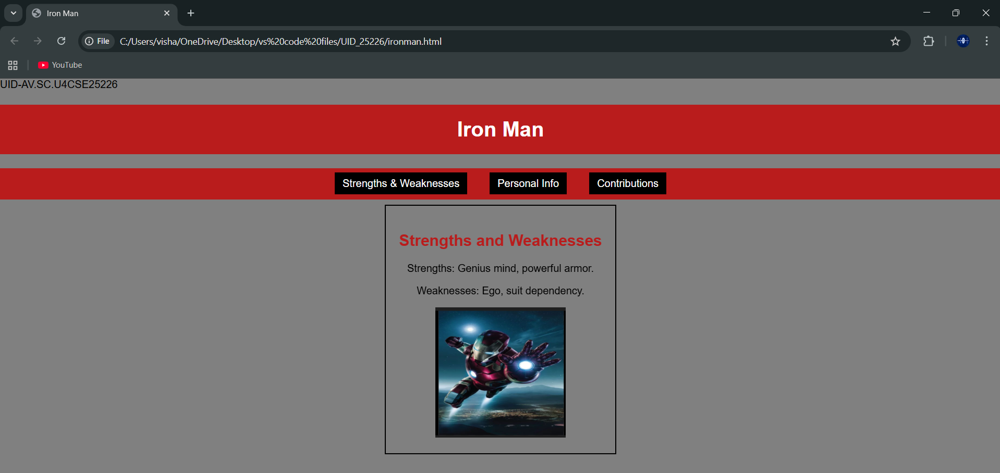 Iron Man
File C:/Users/visha/OneDrive/Desktop/vs%20code%20files/UID_25226/ironman.html
YouTube
UID-AV.SC.U4CSE25226
Iron Man
Strengths & Weaknesses Personal Info Contributions
Strengths and Weaknesses
Strengths: Genius mind, powerful armor.
Weaknesses: Ego, suit dependency.